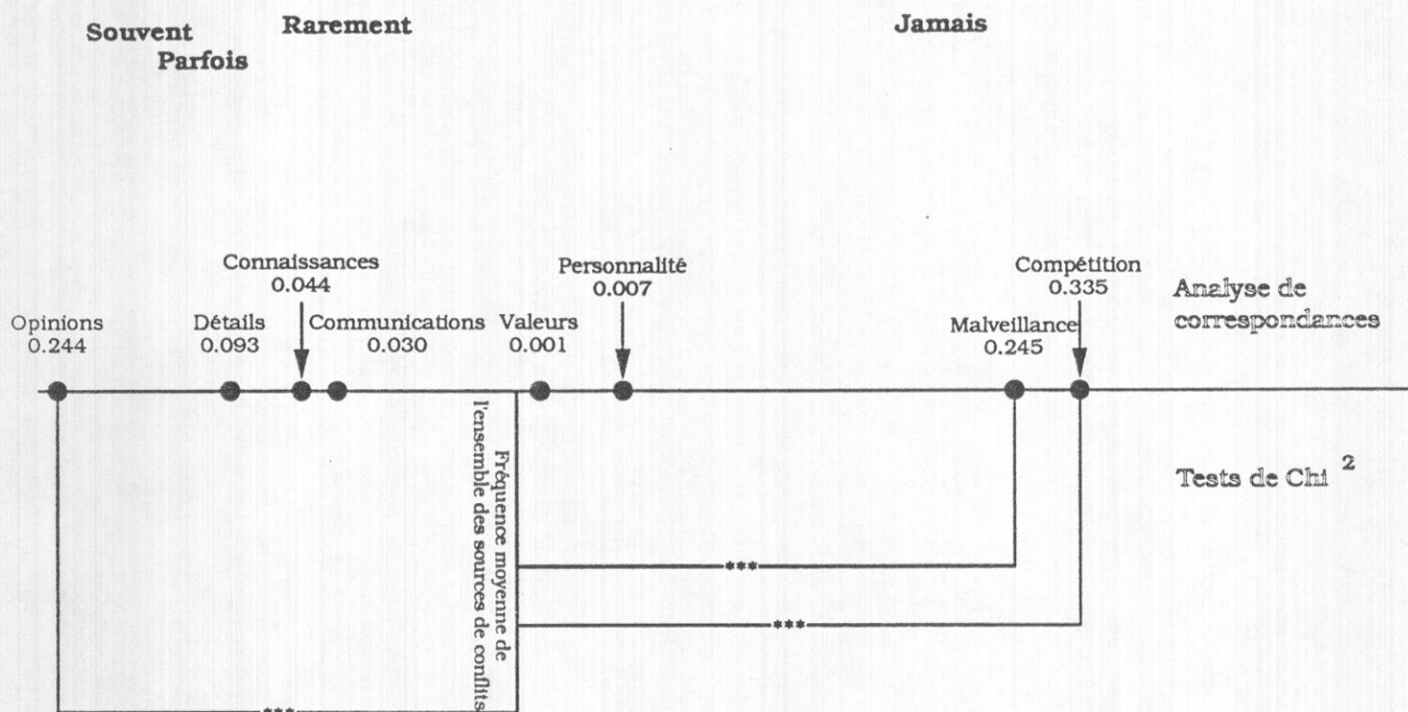 Souvent
Parfois
Rarement
Jamais
Connaissances
0.044
Personnalité
0.007
Compétition
0.335
Analyse de
correspondances
Opinions
0.244
Détails
0.093
Communications
0.030
Valeurs
0.001
Malveillance
0.245
Fréquence moyenne de
l'ensemble des sources de conflits
Tests de Chi 2
***
***
***